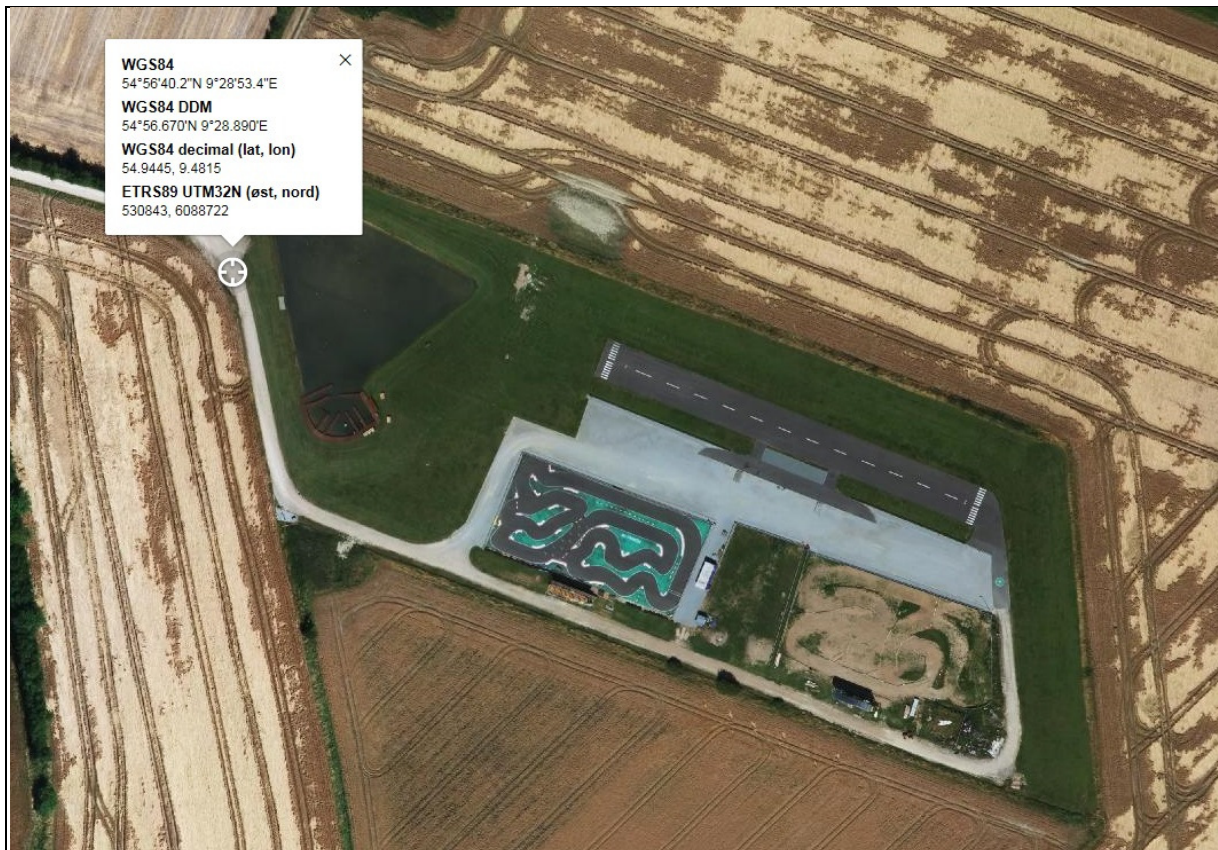 WGS84
54°56'40.2"N 9°28'53.4"E
WGS84 DDM
54°56.670'N 9°28.890'E
WGS84 decimal (lat, lon)
54.9445, 9.4815
ETRS89 UTM32N (øst, nord)
530843, 6088722